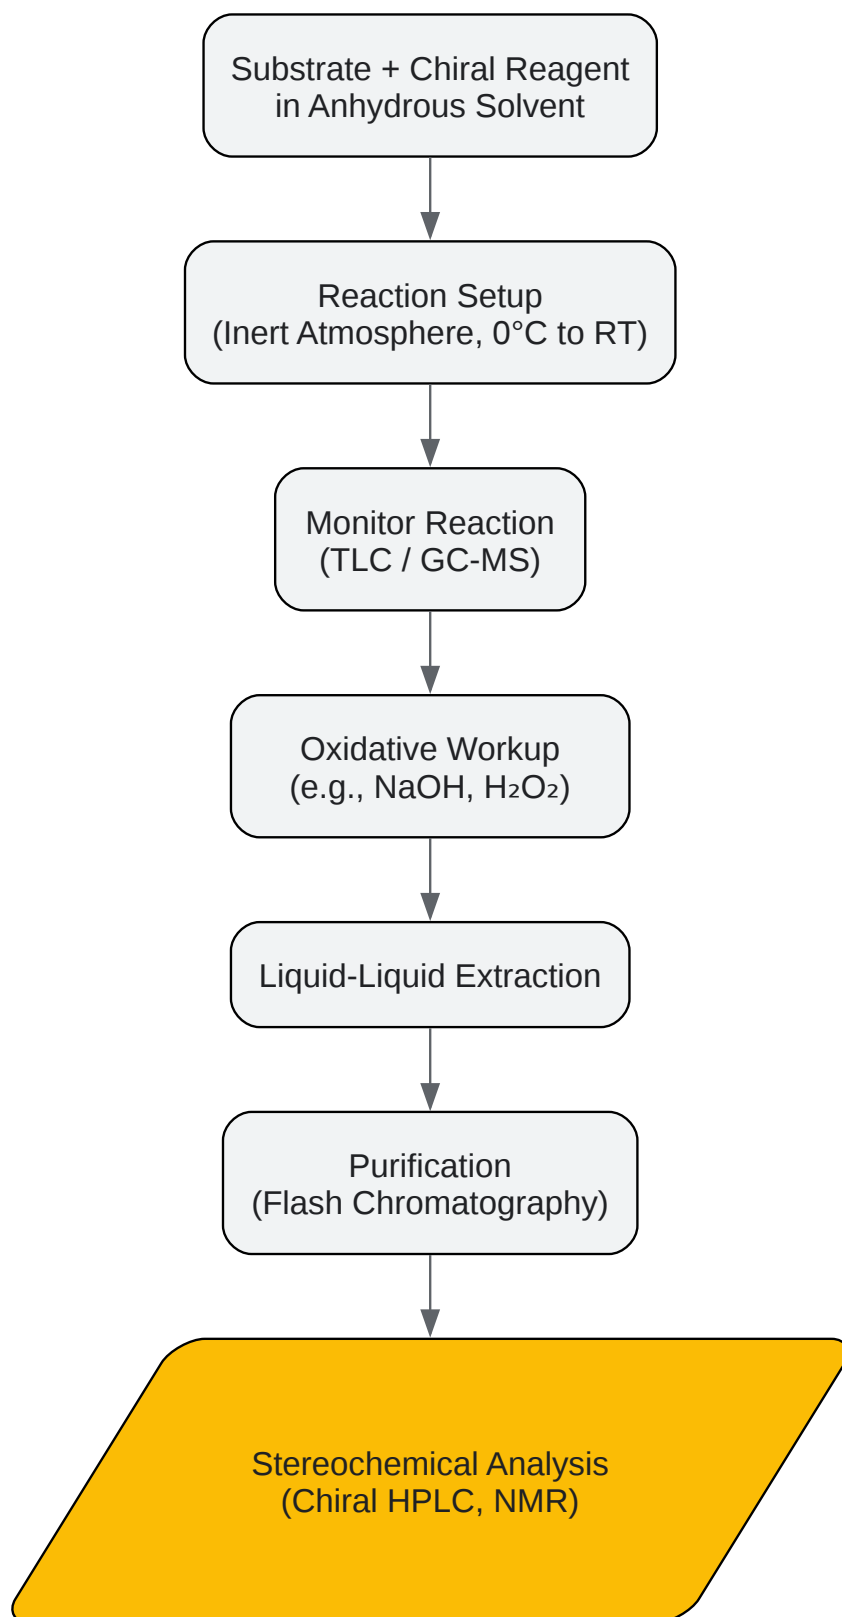 Substrate + Chiral Reagent
in Anhydrous Solvent
Reaction Setup
(Inert Atmosphere, 0°C to RT)
Monitor Reaction
(TLC / GC-MS)
Oxidative Workup
(e.g., NaOH, H₂O₂)
Liquid-Liquid Extraction
Purification
(Flash Chromatography)
Stereochemical Analysis
(Chiral HPLC, NMR)